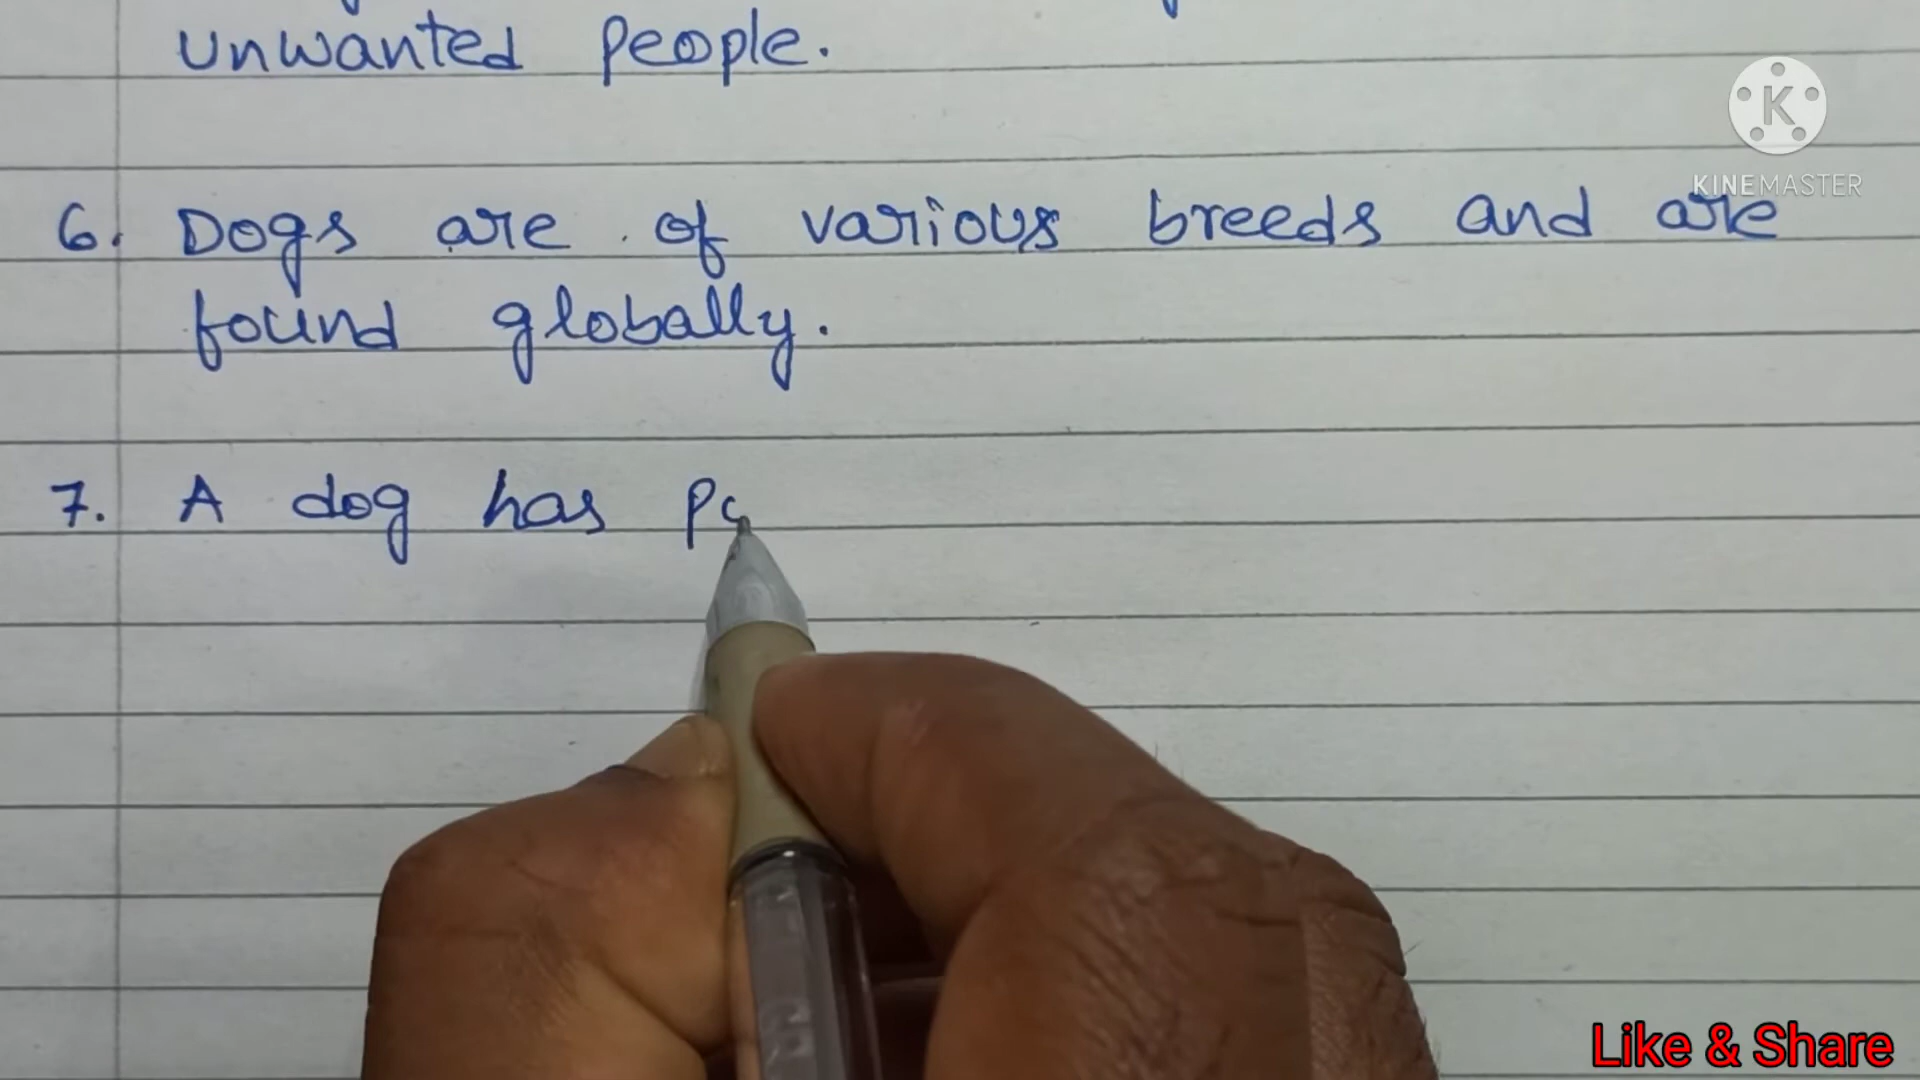 unwanted people.
KINEMASTER
6. Dogs are of various breeds and are
found globally.
7. A dog has
Like & Share